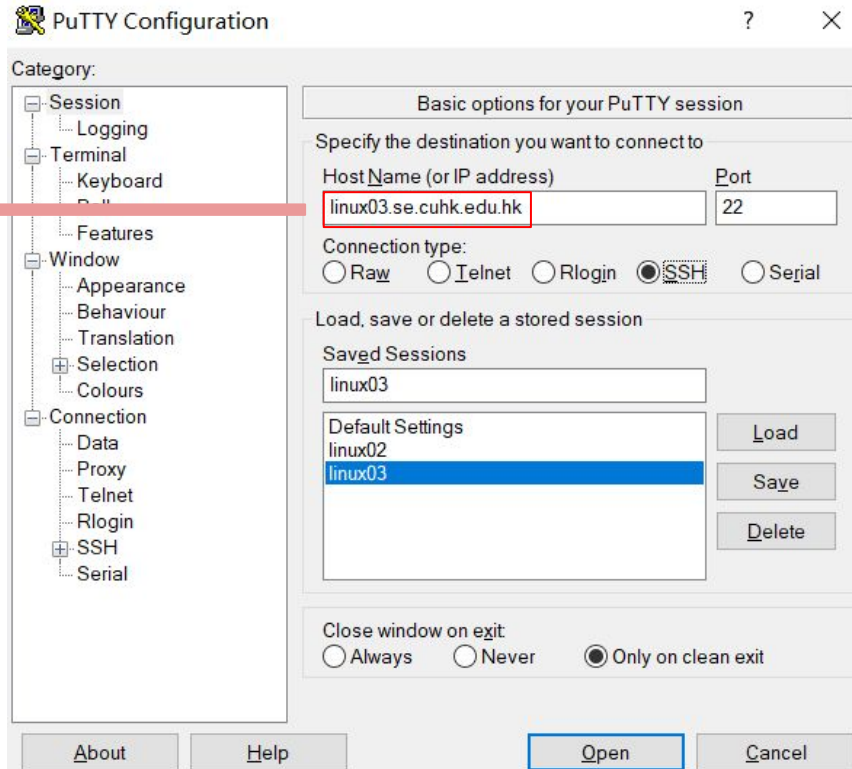 PuTTY Configuration
Category:
Session
Logging
Terminal
Keyboard
Features
Window
Appearance
Behaviour
Translation
Selection
Colours
Connection
Data
Proxy
Telnet
Rlogin
SSH
Serial
Basic options for your PuTTY session
Specify the destination you want to connect to
Host Name (or IP address) Port
linux03.se.cuhk.edu.hk 22
Connection type:
Raw Telnet Rlogin SSH Serial
Load, save or delete a stored session
Saved Sessions
linux03
Default Settings
linux02
linux03
Load
Save
Delete
Close window on exit:
Always Never Only on clean exit
About Help Open Cancel